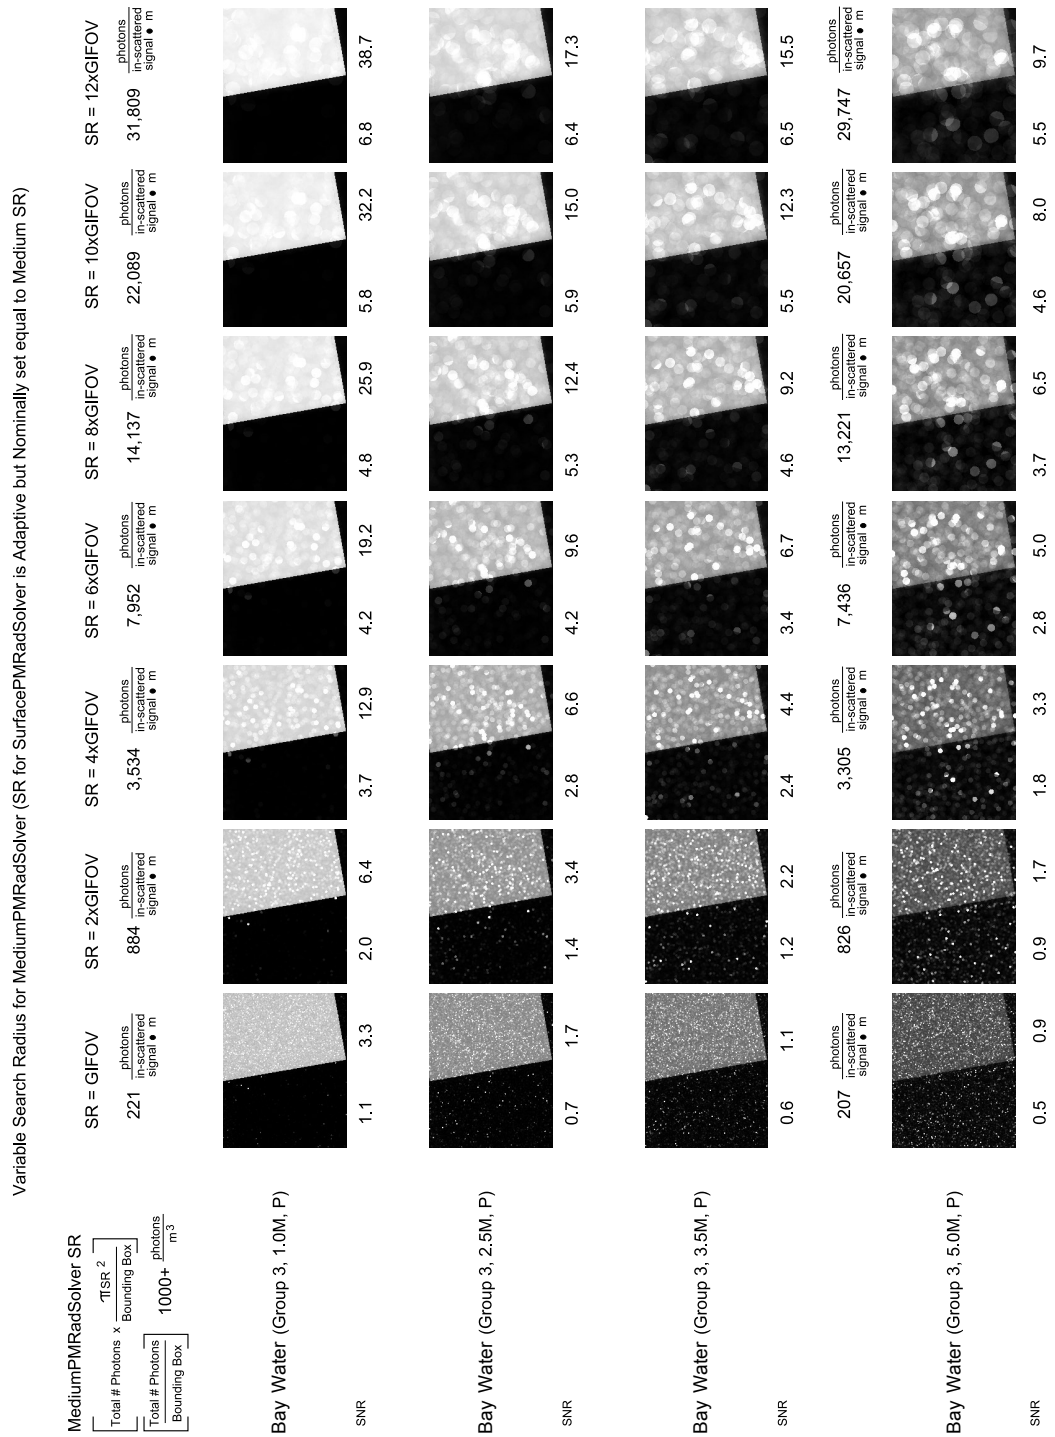 Variable Search Radius for MediumPMRadSolver (SR for SurfacePMRadSolver is Adaptive but Nominally set equal to Medium SR)
MediumPMRadSolver SR
SR = GIFOV
SR = 2xGIFOV
SR = 4xGIFOV
SR = 6xGIFOV
SR = 8xGIFOV
SR = 10xGIFOV
SR = 12xGIFOV
Total # Photons x πSR 2
Bounding Box
221 photons
in-scattered
signal ● m
884 photons
in-scattered
signal ● m
3,534 photons
in-scattered
signal ● m
7,952 photons
in-scattered
signal ● m
14,137 photons
in-scattered
signal ● m
22,089 photons
in-scattered
signal ● m
31,809 photons
in-scattered
signal ● m
Total # Photons
Bounding Box
1000+ photons
m 3
Bay Water (Group 3, 1.0M, P)
SNR
1.1 3.3
2.0 6.4
3.7 12.9
4.2 19.2
4.8 25.9
5.8 32.2
6.8 38.7
Bay Water (Group 3, 2.5M, P)
SNR
0.7 1.7
1.4 3.4
2.8 6.6
4.2 9.6
5.3 12.4
5.9 15.0
6.4 17.3
Bay Water (Group 3, 3.5M, P)
SNR
0.6 1.1
1.2 2.2
2.4 4.4
3.4 6.7
4.6 9.2
5.5 12.3
6.5 15.5
207 photons
in-scattered
signal ● m
826 photons
in-scattered
signal ● m
3,305 photons
in-scattered
signal ● m
7,436 photons
in-scattered
signal ● m
13,221 photons
in-scattered
signal ● m
20,657 photons
in-scattered
signal ● m
29,747 photons
in-scattered
signal ● m
Bay Water (Group 3, 5.0M, P)
SNR
0.5 0.9
0.9 1.7
1.8 3.3
2.8 5.0
3.7 6.5
4.6 8.0
5.5 9.7